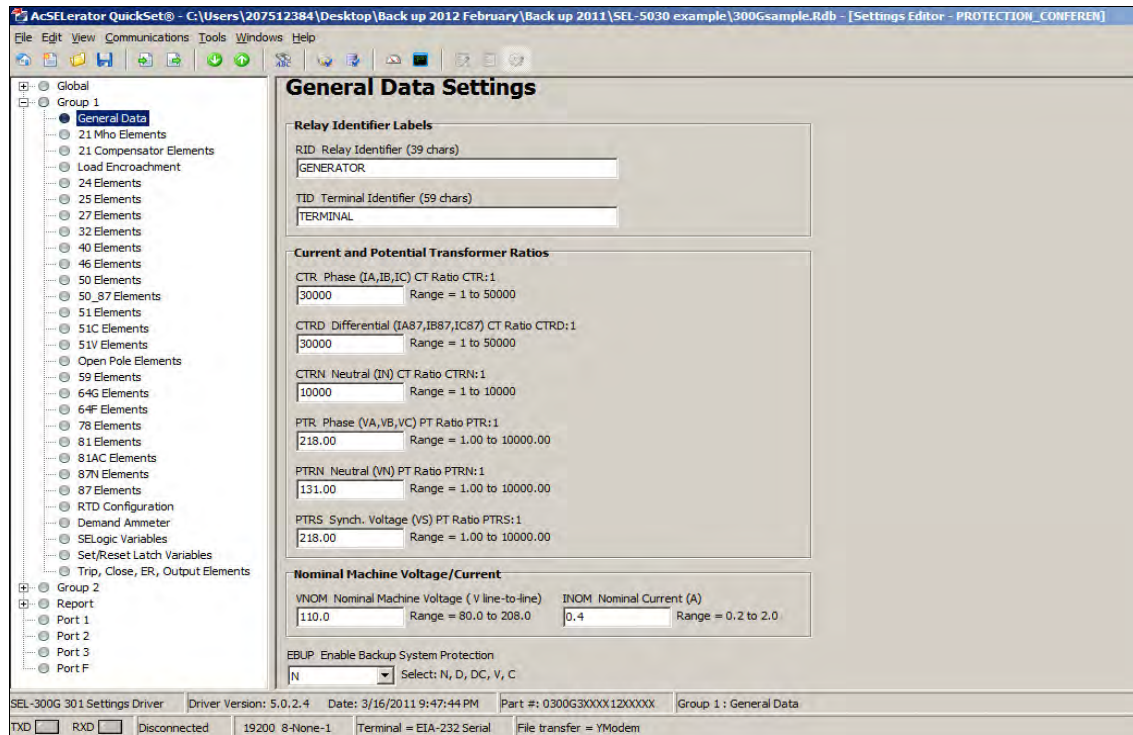 AcSELerator QuickSet® - C:\Users\207512384\Desktop\Back up 2012 February\Back up 2011\SEL-5030 example\300Gsample.Rdb - [Settings Editor - PROTECTION_CONFEREN]
File Edit View Communications Tools Windows Help
Global
Group 1
General Data
21 Mho Elements
21 Compensator Elements
Load Encroachment
24 Elements
25 Elements
27 Elements
32 Elements
40 Elements
46 Elements
50 Elements
50_87 Elements
51 Elements
51C Elements
51V Elements
Open Pole Elements
59 Elements
64G Elements
64F Elements
78 Elements
81 Elements
81AC Elements
87N Elements
87 Elements
RTD Configuration
Demand Ammeter
SELogic Variables
Set/Reset Latch Variables
Trip, Close, ER, Output Elements
Group 2
Report
Port 1
Port 2
Port 3
Port F
General Data Settings
Relay Identifier Labels
RID Relay Identifier (39 chars)
GENERATOR
TID Terminal Identifier (59 chars)
TERMINAL
Current and Potential Transformer Ratios
CTR Phase (IA,IB,IC) CT Ratio CTR:1
30000 Range = 1 to 50000
CTRD Differential (IA87,IB87,IC87) CT Ratio CTRD:1
30000 Range = 1 to 50000
CTRN Neutral (IN) CT Ratio CTRN:1
10000 Range = 1 to 10000
PTR Phase (VA,VB,VC) PT Ratio PTR:1
218.00 Range = 1.00 to 10000.00
PTRN Neutral (VN) PT Ratio PTRN:1
131.00 Range = 1.00 to 10000.00
PTRS Synch. Voltage (VS) PT Ratio PTRS:1
218.00 Range = 1.00 to 10000.00
Nominal Machine Voltage/Current
VNOM Nominal Machine Voltage ( V line-to-line) INOM Nominal Current (A)
110.0 Range = 80.0 to 208.0 0.4 Range = 0.2 to 2.0
EBUP Enable Backup System Protection
N Select: N, D, DC, V, C
SEL-300G 301 Settings Driver Driver Version: 5.0.2.4 Date: 3/16/2011 9:47:44 PM Part #: 0300G3XXXX12XXXXX Group 1 : General Data
TXD RXD Disconnected 19200 8-None-1 Terminal = EIA-232 Serial File transfer = YModem